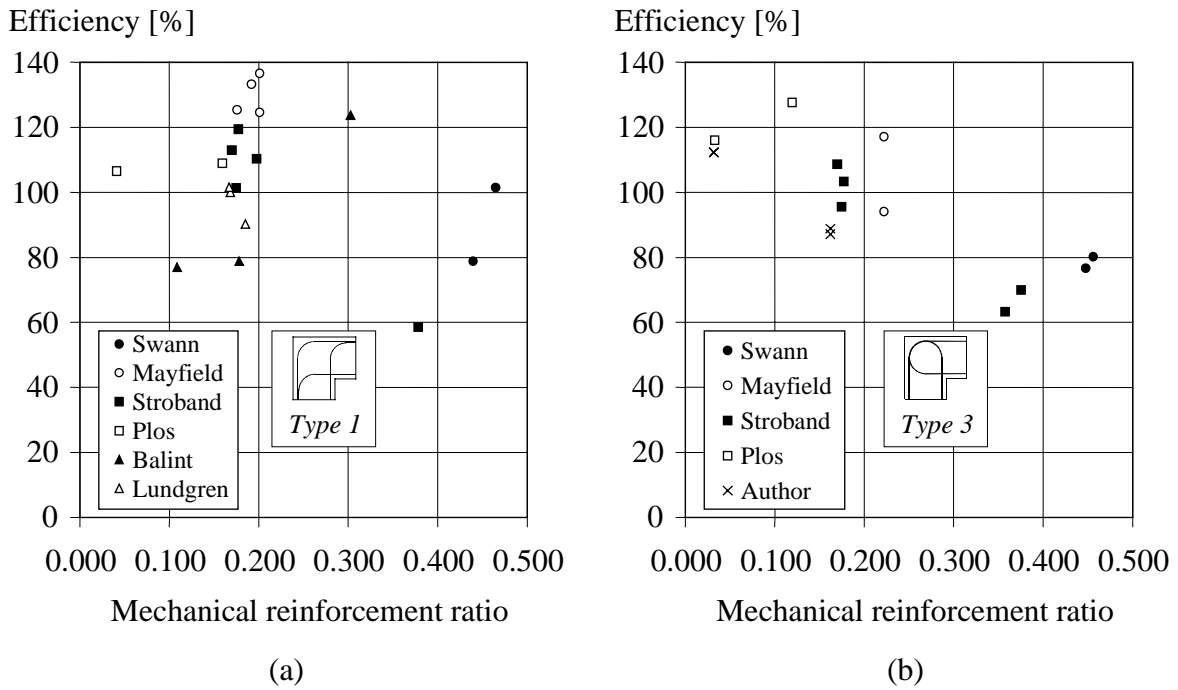 Efficiency [%]
140
120
100
80
60
40
20
0
Swann
Mayfield
Stroband
Plos
Balint
Lundgren
Type 1
0.000 0.100 0.200 0.300 0.400 0.500
Mechanical reinforcement ratio
(a)
Efficiency [%]
140
120
100
80
60
40
20
0
Swann
Mayfield
Stroband
Plos
Author
Type 3
0.000 0.100 0.200 0.300 0.400 0.500
Mechanical reinforcement ratio
(b)